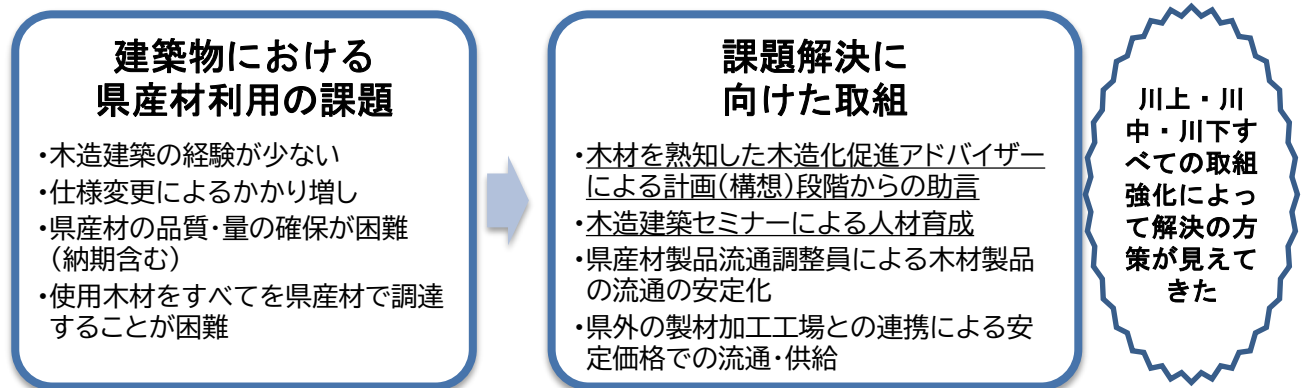 建築物における
県産材利用の課題
・木造建築の経験が少ない
・仕様変更によるかかり増し
・県産材の品質・量の確保が困難
（納期含む）
・使用木材をすべてを県産材で調達
することが困難
課題解決に
向けた取組
・木材を熟知した木造化促進アドバイザー
による計画（構想）段階からの助言
・木造建築セミナーによる人材育成
・県産材製品流通調整員による木材製品
の流通の安定化
・県外の製材加工工場との連携による安
定価格での流通・供給
川上・川
中・川下す
べての取組
強化によっ
て解決の方
策が見えて
きた